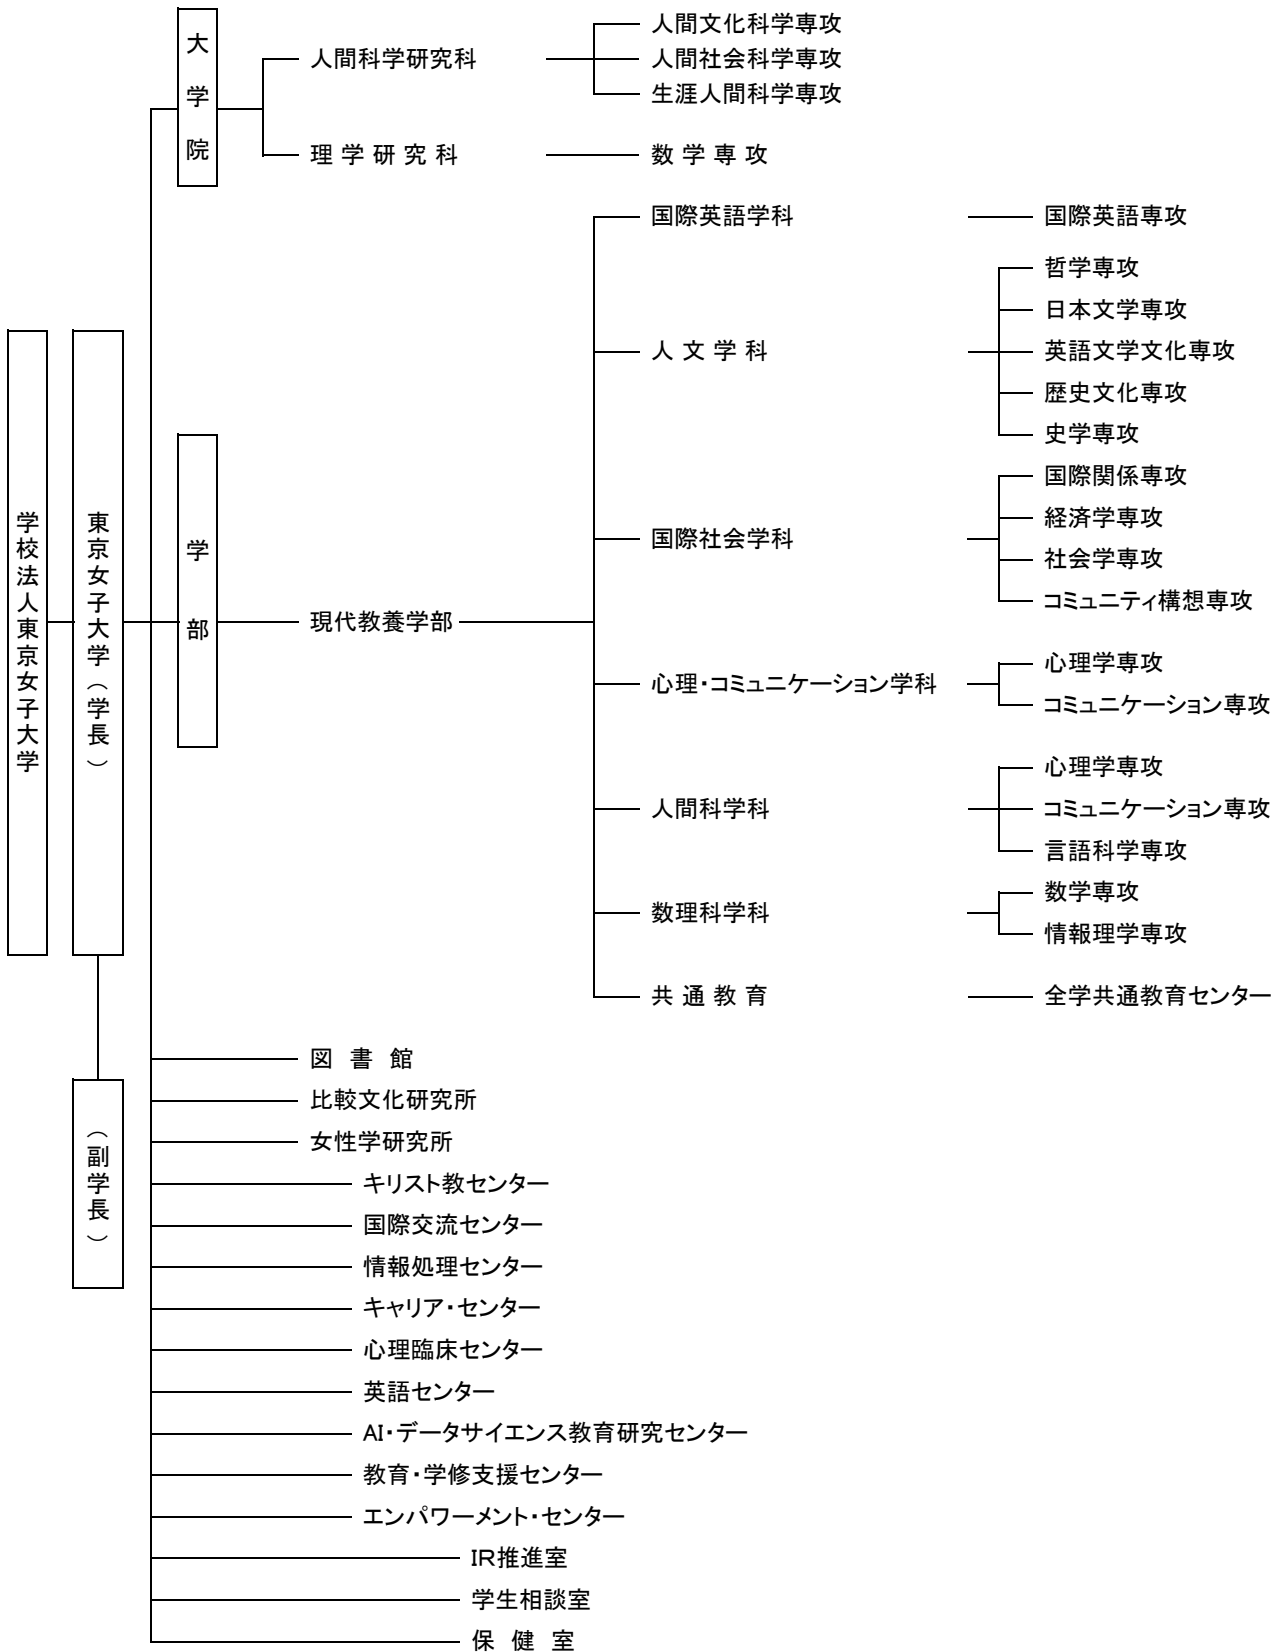 学校法人東京女子大学
東京女子大学(学長)
(副学長)
大学院
人間科学研究科
人間文化科学専攻
人間社会科学専攻
生涯人間科学専攻
理学研究科
数学専攻
学部
現代教養学部
国際英語学科
国際英語専攻
人文学科
哲学専攻
日本文学専攻
英語文学文化専攻
歴史文化専攻
史学専攻
国際社会学科
国際関係専攻
経済学専攻
社会学専攻
コミュニティ構想専攻
心理・コミュニケーション学科
心理学専攻
コミュニケーション専攻
人間科学科
心理学専攻
コミュニケーション専攻
言語科学専攻
数理科学科
数学専攻
情報理学専攻
共通教育
全学共通教育センター
図書館
比較文化研究所
女性学研究所
キリスト教センター
国際交流センター
情報処理センター
キャリア・センター
心理臨床センター
英語センター
AI・データサイエンス教育研究センター
教育・学修支援センター
エンパワーメント・センター
IR推進室
学生相談室
保健室